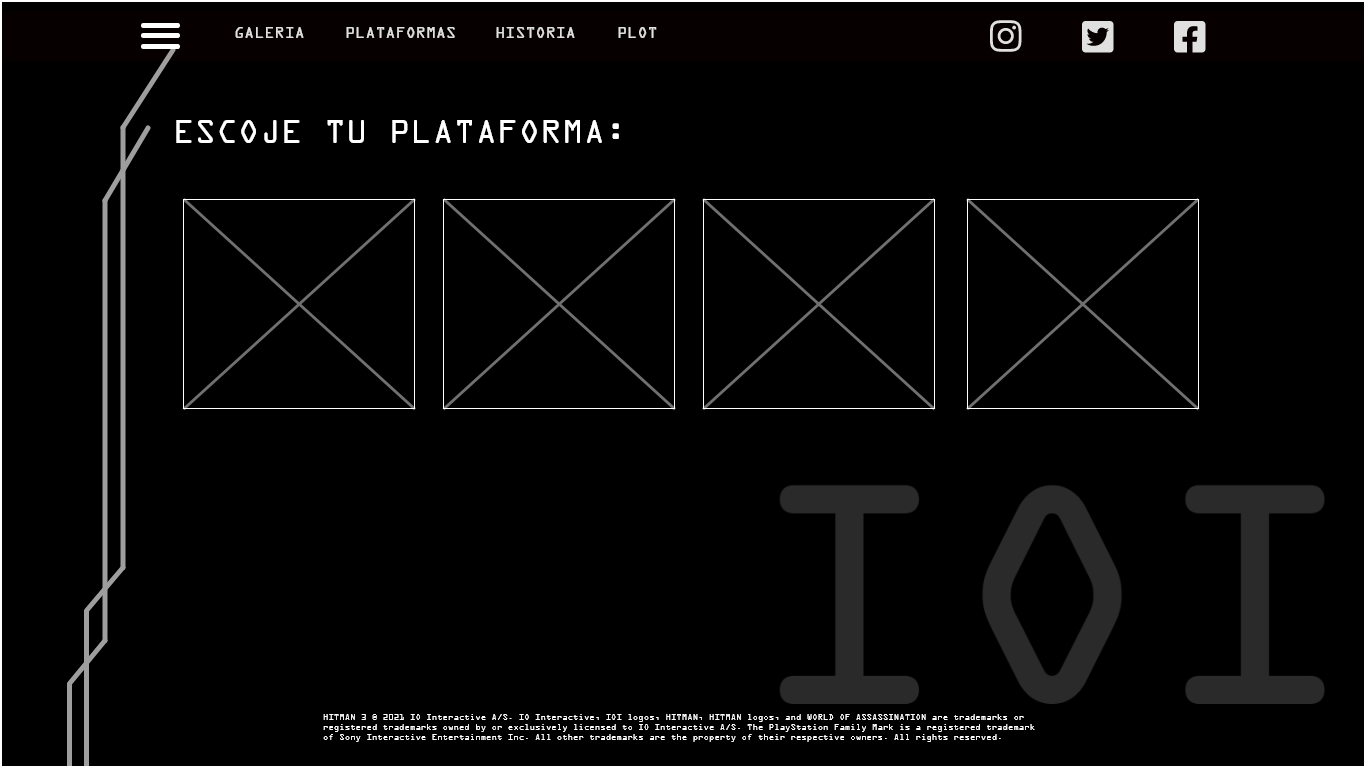 GALERIA PLATAFORMAS HISTORIA PLOT
ESCOJE TU PLATAFORMA:
IOI
HITMAN 3 © 2021 IO Interactive A/S. IO Interactive, IOI logos, HITMAN, HITMAN logos, and WORLD OF ASSASSINATION are trademarks or
registered trademarks owned by or exclusively licensed to IO Interactive A/S. The PlayStation Family Mark is a registered trademark
of Sony Interactive Entertainment Inc. All other trademarks are the property of their respective owners. All rights reserved.